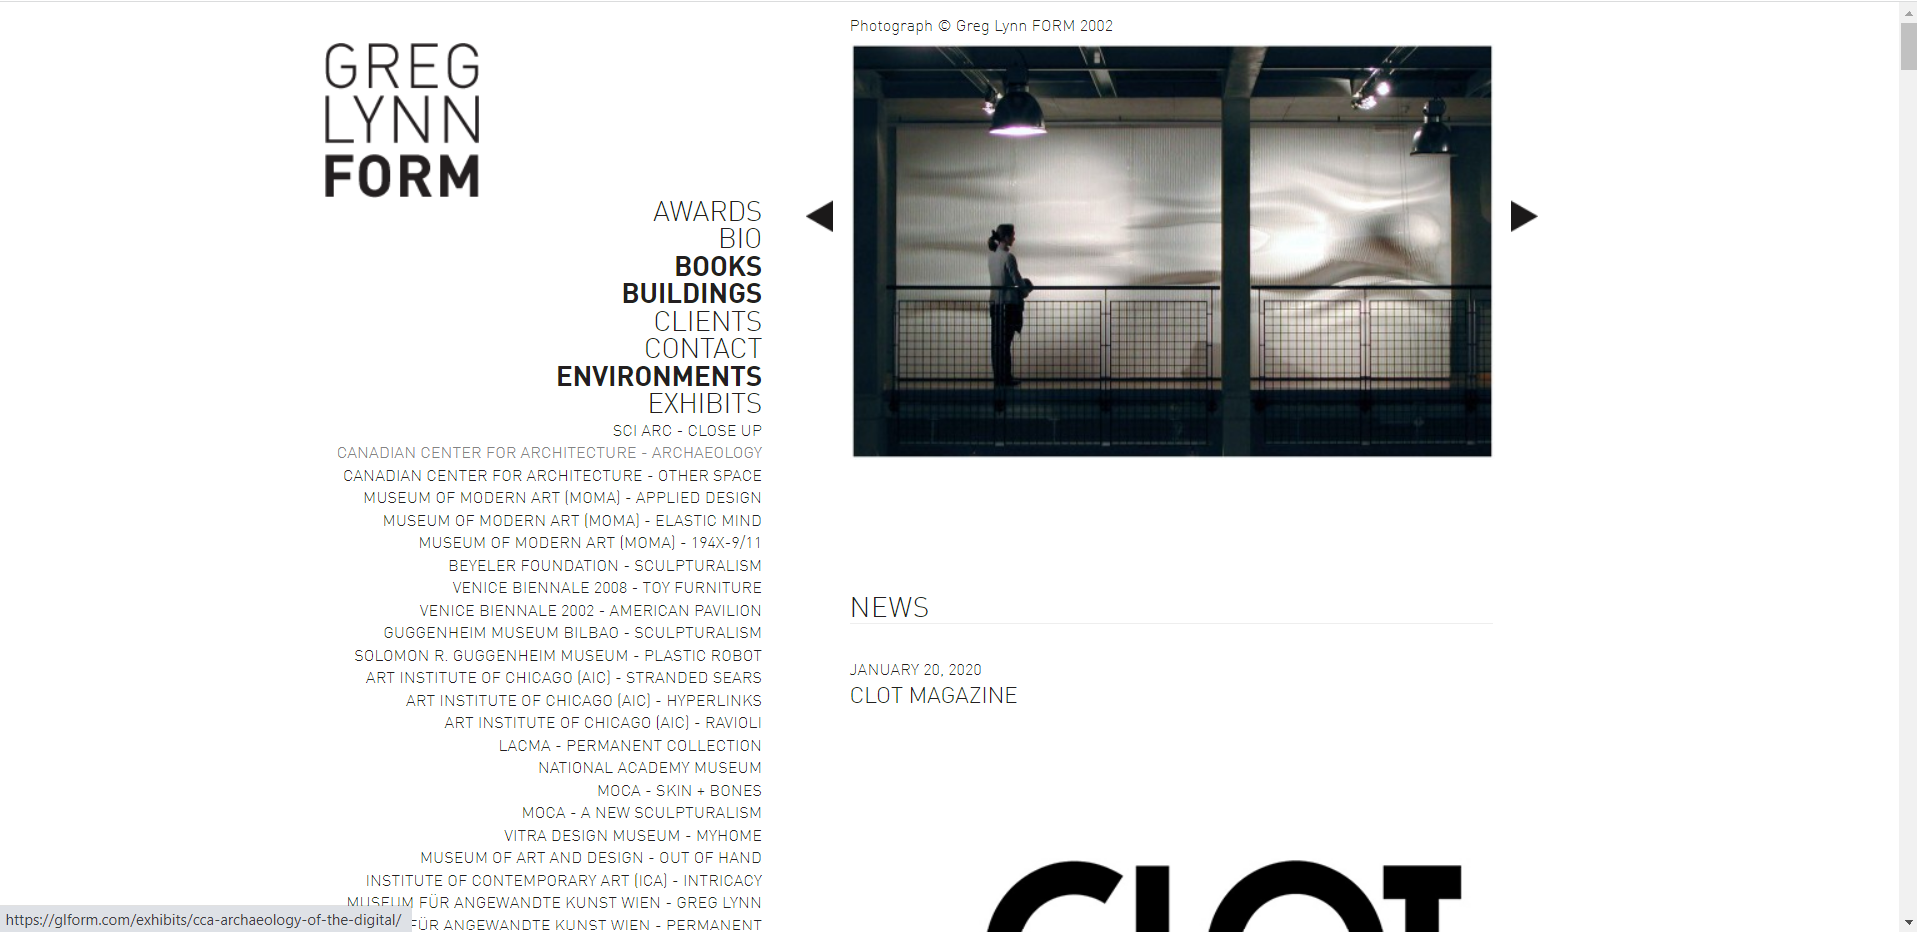 GREG
LYNN
FORM
AWARDS
BIO
BOOKS
BUILDINGS
CLIENTS
CONTACT
ENVIRONMENTS
EXHIBITS
SCI ARC - CLOSE UP
CANADIAN CENTER FOR ARCHITECTURE - ARCHAEOLOGY
CANADIAN CENTER FOR ARCHITECTURE - OTHER SPACE
MUSEUM OF MODERN ART (MOMA) - APPLIED DESIGN
MUSEUM OF MODERN ART (MOMA) - ELASTIC MIND
MUSEUM OF MODERN ART (MOMA) - 194X-9/11
BEYELER FOUNDATION - SCULPTURALISM
VENICE BIENNALE 2008 - TOY FURNITURE
VENICE BIENNALE 2002 - AMERICAN PAVILION
GUGGENHEIM MUSEUM BILBAO - SCULPTURALISM
SOLOMON R. GUGGENHEIM MUSEUM - PLASTIC ROBOT
ART INSTITUTE OF CHICAGO (AIC) - STRANDED SEARS
ART INSTITUTE OF CHICAGO (AIC) - HYPERLINKS
ART INSTITUTE OF CHICAGO (AIC) - RAVIOLI
LACMA - PERMANENT COLLECTION
NATIONAL ACADEMY MUSEUM
MOCA - SKIN + BONES
MOCA - A NEW SCULPTURALISM
VITRA DESIGN MUSEUM - MYHOME
MUSEUM OF ART AND DESIGN - OUT OF HAND
INSTITUTE OF CONTEMPORARY ART (ICA) - INTRICACY
MUSEUM FÜR ANGEWANDTE KUNST WIEN - GREG LYNN
FÜR ANGEWANDTE KUNST WIEN - PERMANENT
https://glform.com/exhibits/cca-archaeology-of-the-digital/
Photograph © Greg Lynn FORM 2002
NEWS
JANUARY 20, 2020
CLOT MAGAZINE
CLOT